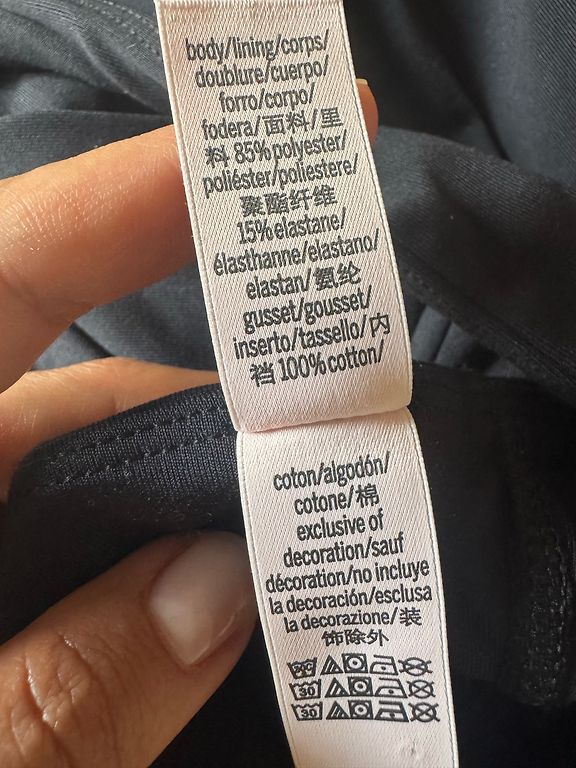 body/lining/corps/
doublure/cuerpo/
forro/corpo/
fodera/面料/里
料 85% polyester/
poliéster/poliestere/
聚酯纤维
15% elastane/
élasthanne/elastano/
elastan/氨纶
gusset/gousset/
inserto/tassello/内
裆 100% cotton/
coton/algodón/
cotone/棉
exclusive of
decoration/sauf
décoration/no incluye
la decoración/esclusa
la decorazione/装
饰除外
30
30